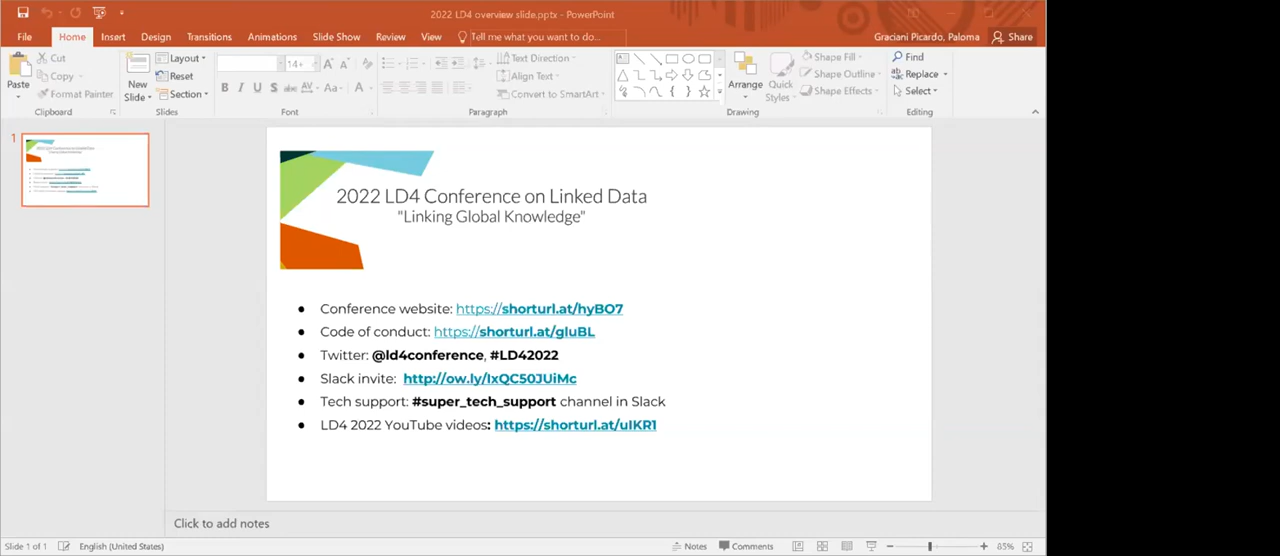 2022 LD4 overview slide.pptx - PowerPoint
File Home Insert Design Transitions Animations Slide Show Review View Tell me what you want to do... Graciani Picardo, Paloma Share
Paste
Cut
Copy
Format Painter
Clipboard
New Slide
Layout
Reset
Section
Slides
14+
B I U S abc AV Aa A
Font
Paragraph
Text Direction
Align Text
Convert to SmartArt
Arrange
Quick Styles
Shape Fill
Shape Outline
Shape Effects
Drawing
Find
Replace
Select
Editing
1
2022 LD4 Conference on Linked Data
"Linking Global Knowledge"
● Conference website: https://shorturl.at/hyBO7
● Code of conduct: https://shorturl.at/gluBL
● Twitter: @ld4conference, #LD42022
● Slack invite: http://ow.ly/IxQC50JUiMc
● Tech support: #super_tech_support channel in Slack
● LD4 2022 YouTube videos: https://shorturl.at/uIKR1
Click to add notes
Slide 1 of 1 English (United States) Notes Comments 85%